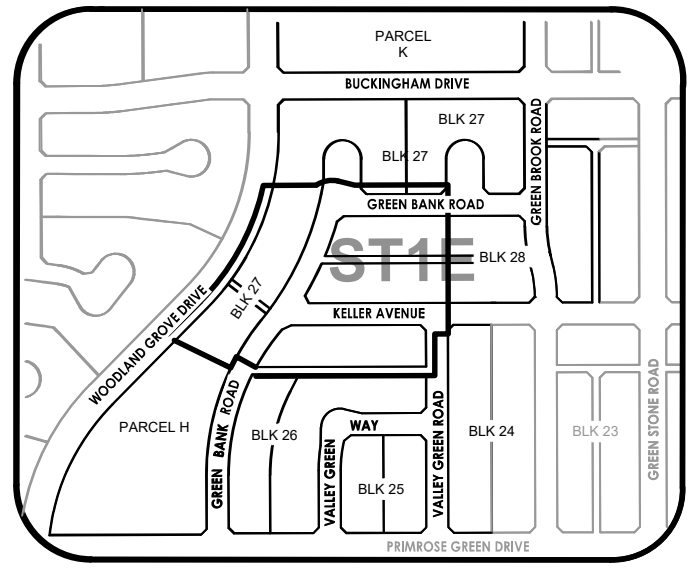 PARCEL
K
BUCKINGHAM DRIVE
BLK 27
BLK 27
GREEN BROOK ROAD
GREEN BANK ROAD
ST1E
BLK 28
BLK 27
KELLER AVENUE
WOODLAND GROVE DRIVE
GREEN BANK ROAD
PARCEL H
BLK 26
VALLEY GREEN
WAY
BLK 25
VALLEY GREEN ROAD
BLK 24
BLK 23
GREEN STONE ROAD
PRIMROSE GREEN DRIVE